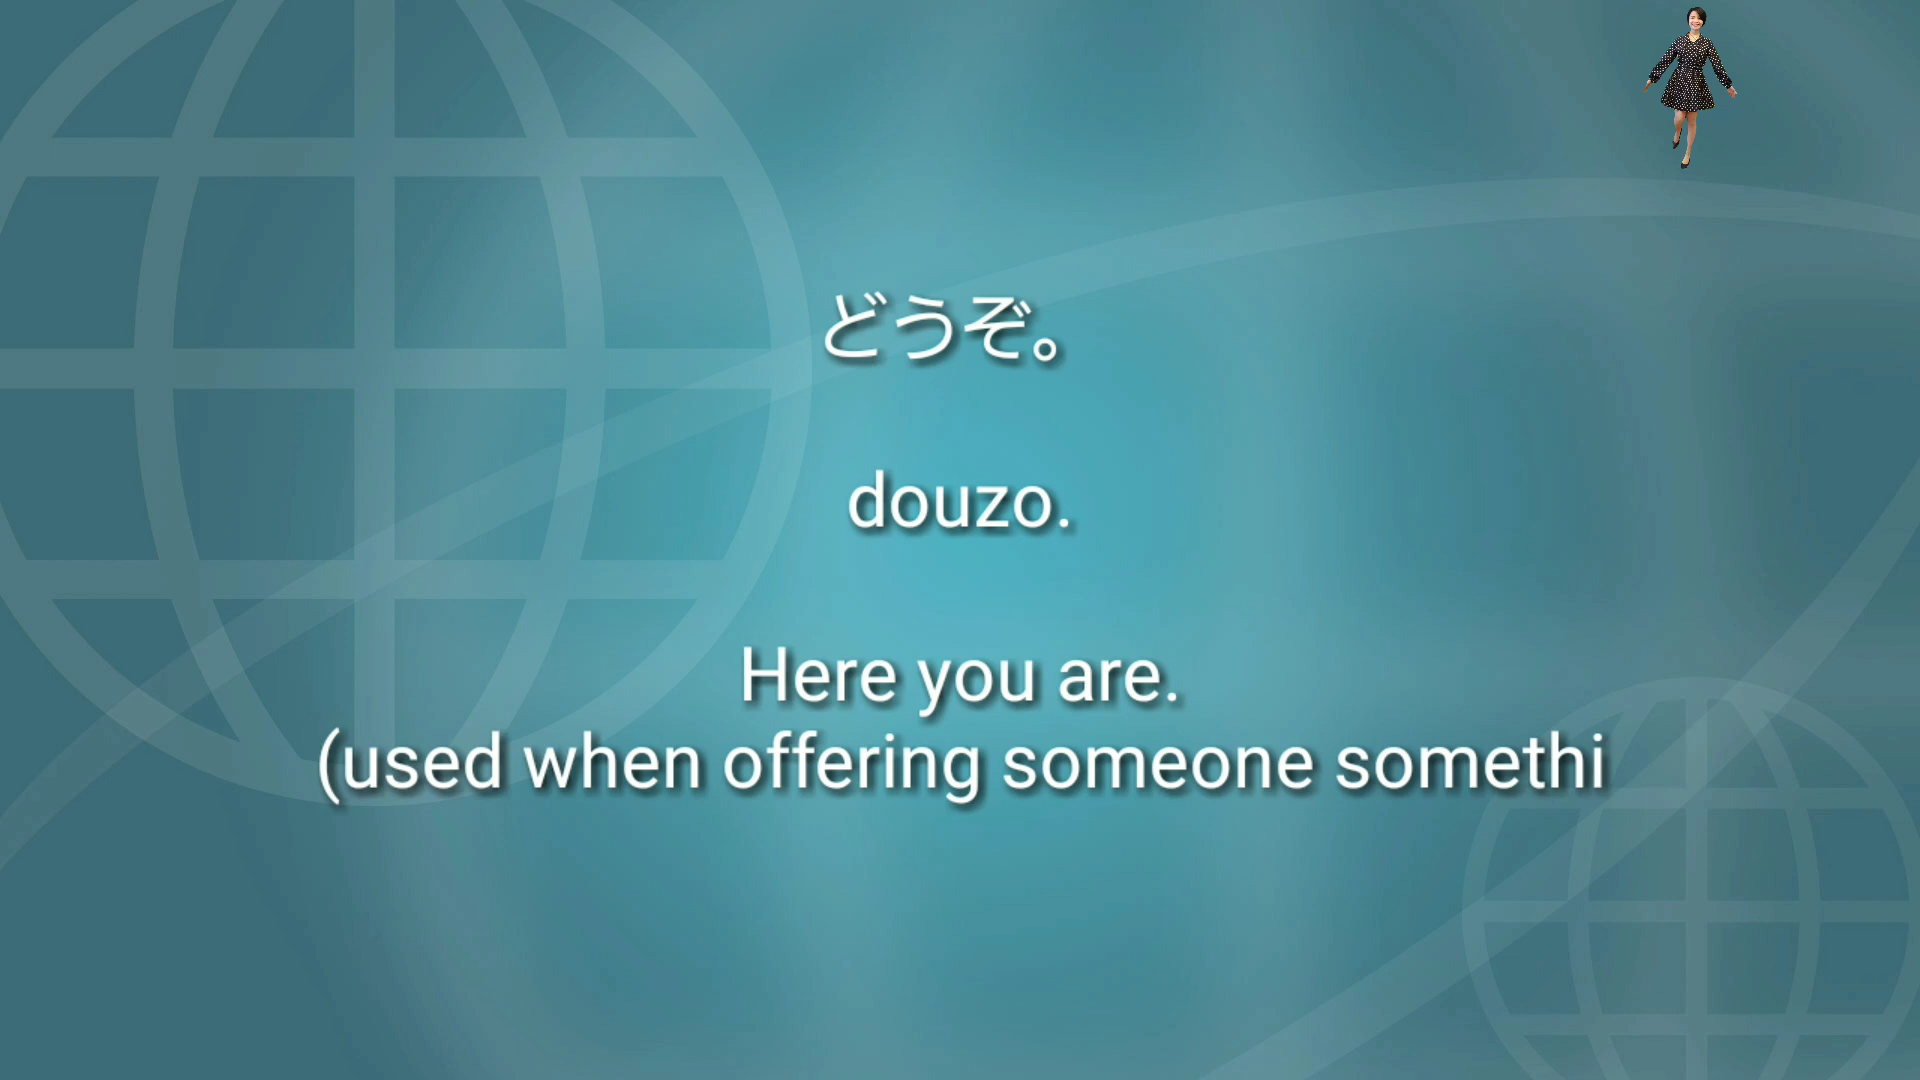 どうぞ。
douzo.
Here you are.
(used when offering someone somethi